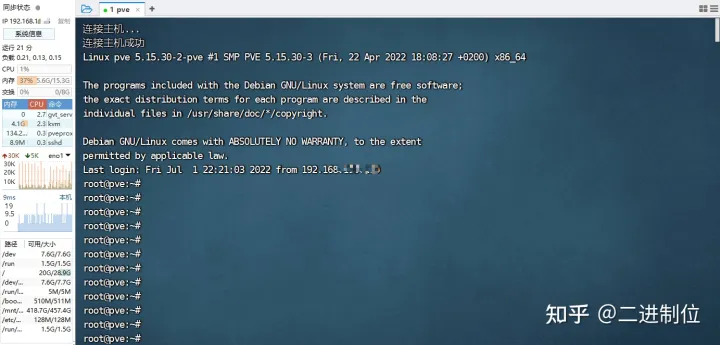 同步状态
IP 192.168.1
复制
系统信息
运行 21 分
负载 0.21, 0.13, 0.15
CPU 1%
内存 37% 5.6G/15.3G
交换 0% 0/8G
内存 CPU 命令
0 2.7 gvt_serv
4.1G 2.3 kvm
134.2... 0.3 pveprox
8.9M 0.3 sshd
30K 5K eno1
30K
20K
10K
9ms 本机
19
9.5
0
路径 可用/大小
/dev 7.6G/7.6G
/run 1.5G/1.5G
/ 20G/28.9G
/dev/... 7.6G/7.7G
/run/l... 5M/5M
/boo... 510M/511M
/mnt/... 418.7G/457.4G
/etc/... 128M/128M
/run/... 1.5G/1.5G
1 pve × +
连接主机...
连接主机成功
Linux pve 5.15.30-2-pve #1 SMP PVE 5.15.30-3 (Fri, 22 Apr 2022 18:08:27 +0200) x86_64
The programs included with the Debian GNU/Linux system are free software;
the exact distribution terms for each program are described in the
individual files in /usr/share/doc/*/copyright.
Debian GNU/Linux comes with ABSOLUTELY NO WARRANTY, to the extent
permitted by applicable law.
Last login: Fri Jul  1 22:21:03 2022 from 192.168.
root@pve:~#
root@pve:~#
root@pve:~#
root@pve:~#
root@pve:~#
root@pve:~#
root@pve:~#
root@pve:~#
root@pve:~#
root@pve:~#
root@pve:~#
root@pve:~#
知乎 @二进制位